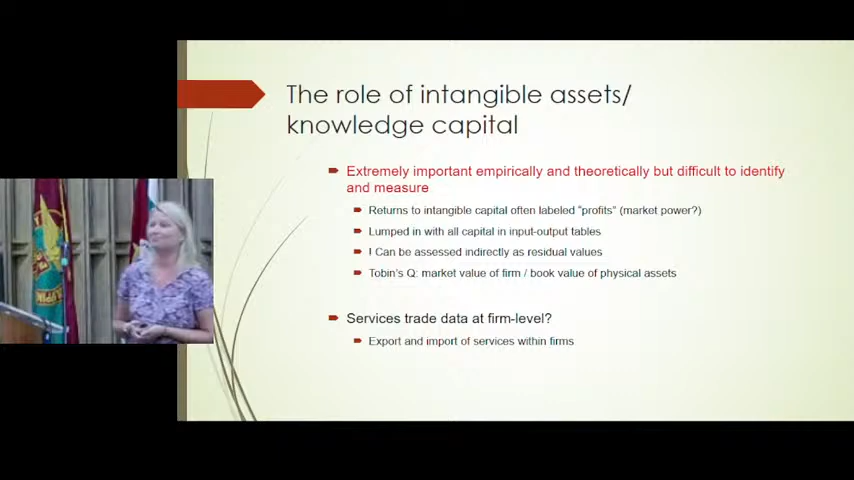 The role of intangible assets/
knowledge capital
Extremely important empirically and theoretically but difficult to identify
and measure
Returns to intangible capital often labeled "profits" (market power?)
Lumped in with all capital in input-output tables
! Can be assessed indirectly as residual values
Tobin's Q: market value of firm / book value of physical assets
Services trade data at firm-level?
Export and import of services within firms